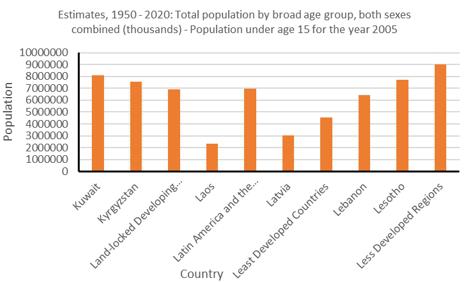 Estimates, 1950 - 2020: Total population by broad age group, both sexes
combined (thousands) - Population under age 15 for the year 2005
10000000
9000000
8000000
7000000
6000000
5000000
4000000
3000000
2000000
1000000
0
Population
Kuwait
Kyrgyzstan
Land-locked Developing...
Laos
Latin America and the...
Latvia
Least Developed Countries
Lebanon
Lesotho
Less Developed Regions
Country